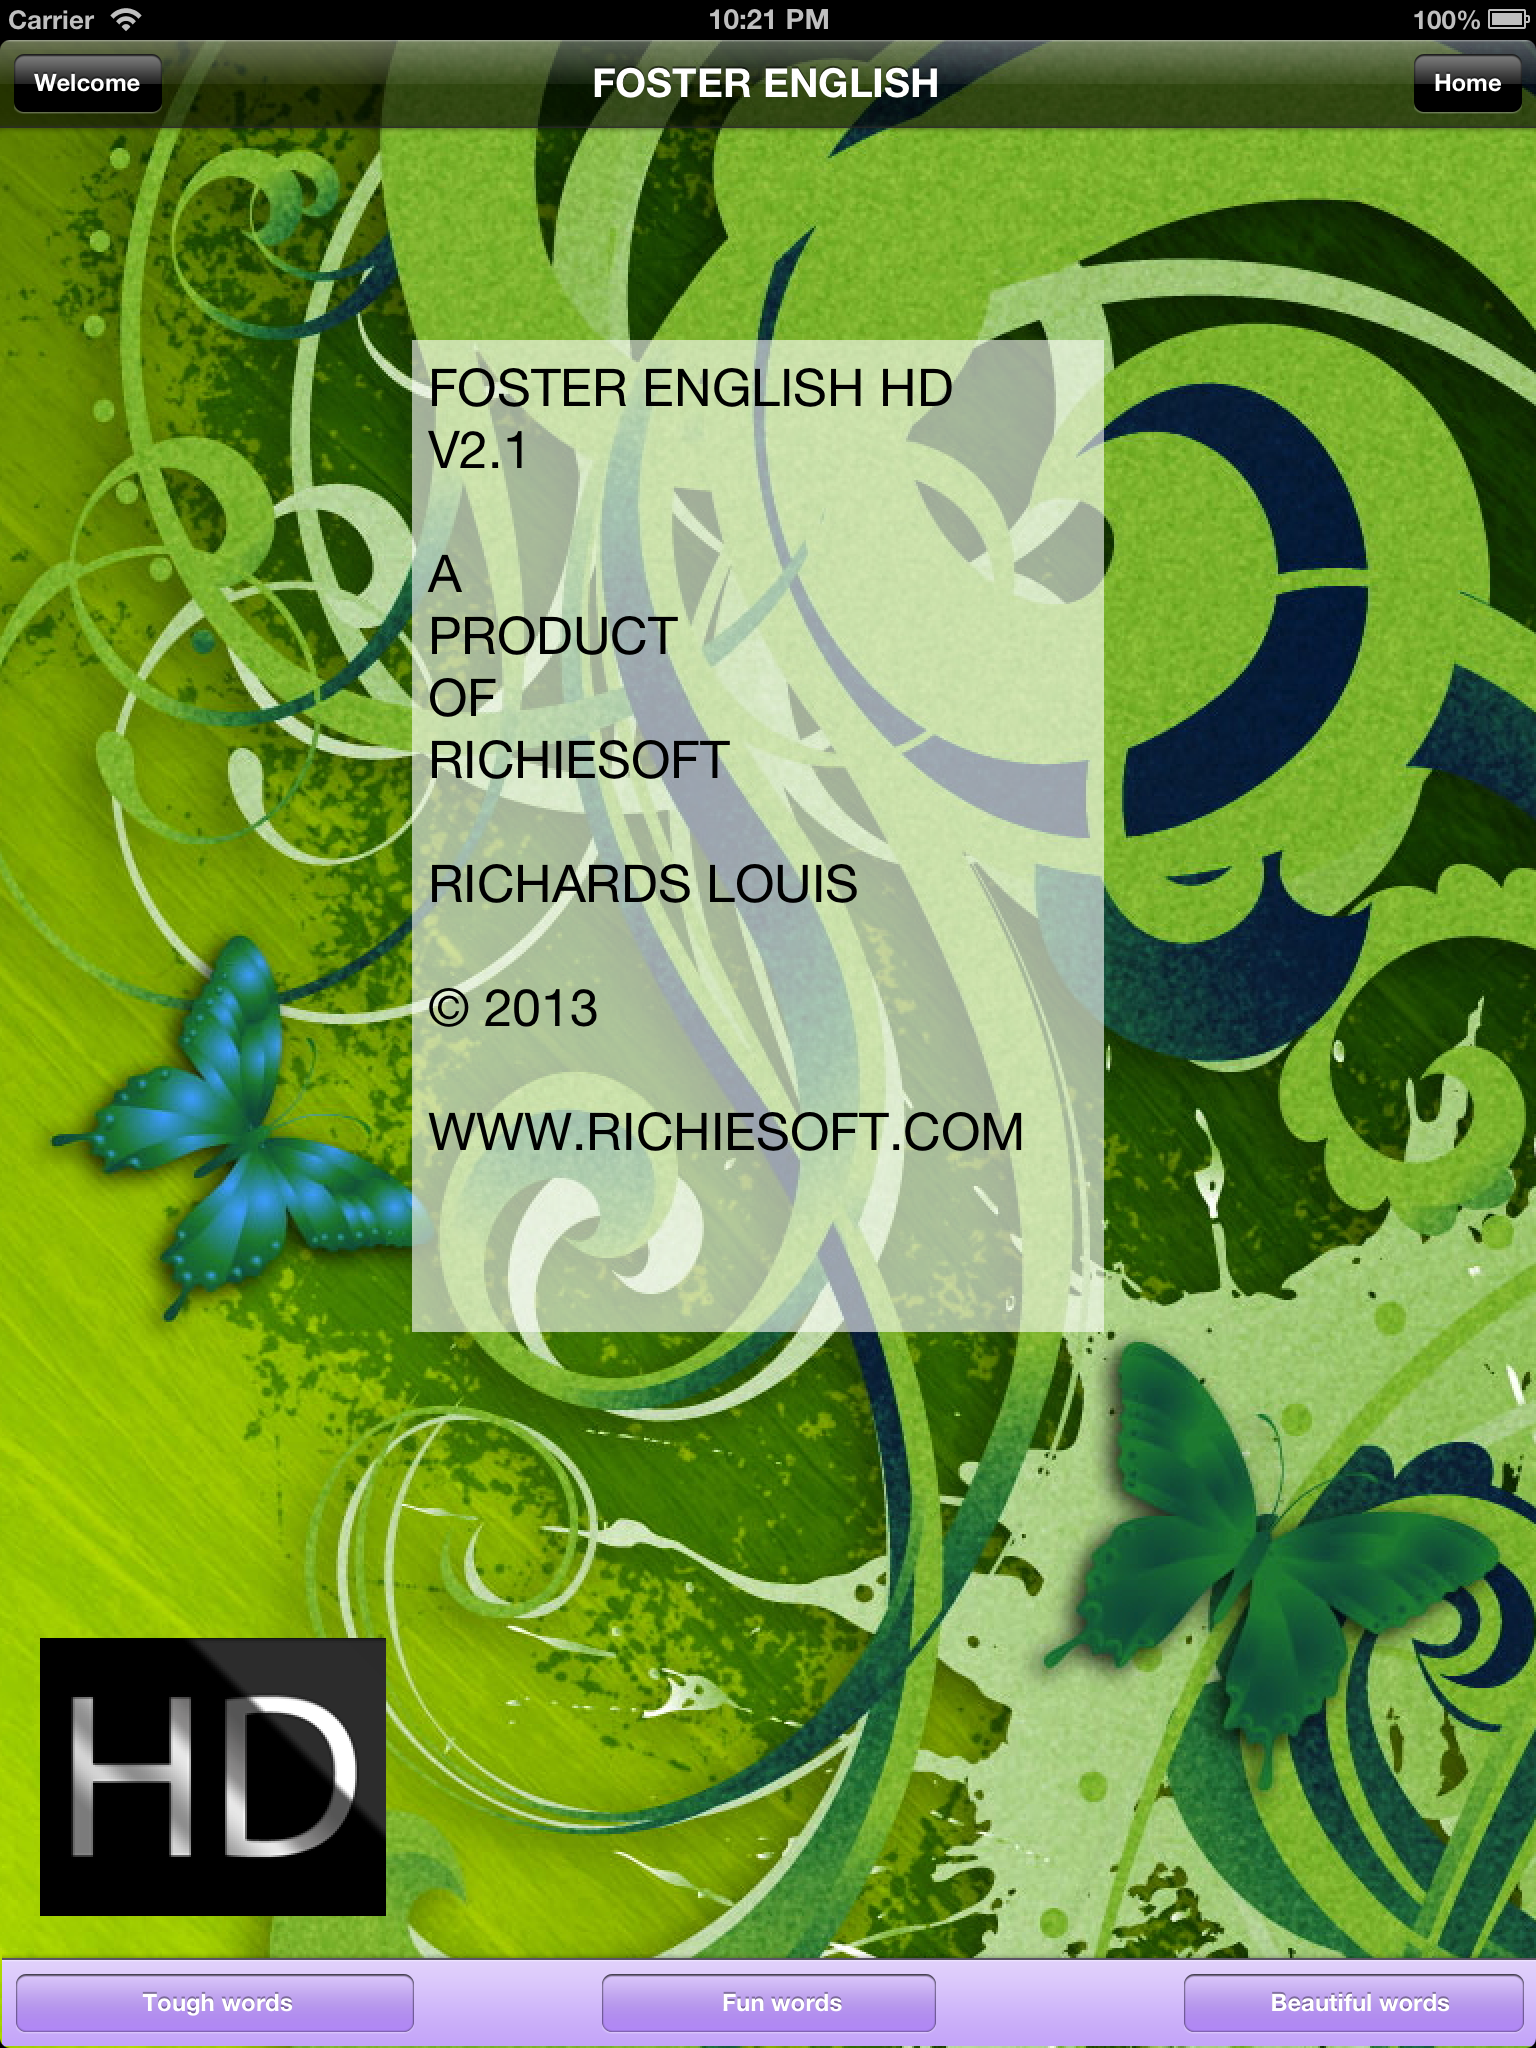 Carrier 10:21 PM 100%
Welcome FOSTER ENGLISH Home
FOSTER ENGLISH HD
V2.1
A
PRODUCT
OF
RICHIESOFT
RICHARDS LOUIS
© 2013
WWW.RICHIESOFT.COM
HD
Tough words Fun words Beautiful words